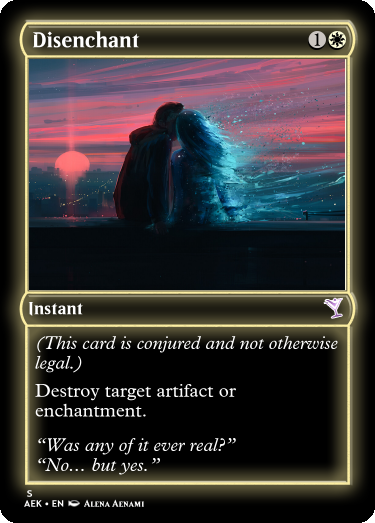 Disenchant 1
Instant
(This card is conjured and not otherwise
legal.)
Destroy target artifact or
enchantment.
“Was any of it ever real?”
“No… but yes.”
S
AEK • EN Alena Aenami